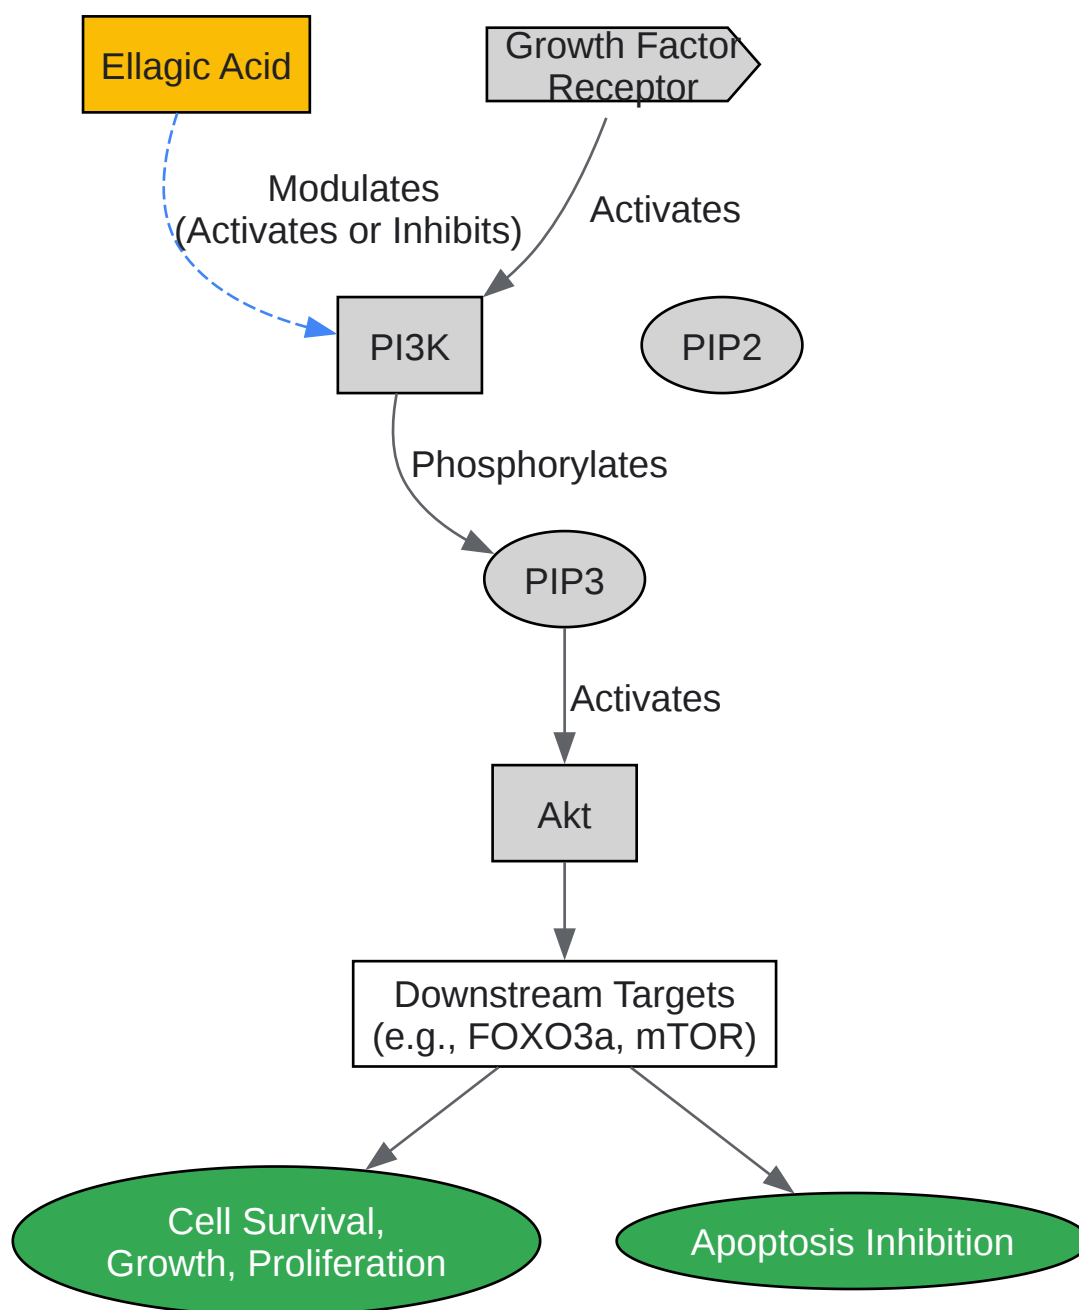 Ellagic Acid
Growth Factor
Receptor
Modulates
(Activates or Inhibits)
Activates
PI3K
PIP2
Phosphorylates
PIP3
Activates
Akt
Downstream Targets
(e.g., FOXO3a, mTOR)
Cell Survival,
Growth, Proliferation
Apoptosis Inhibition